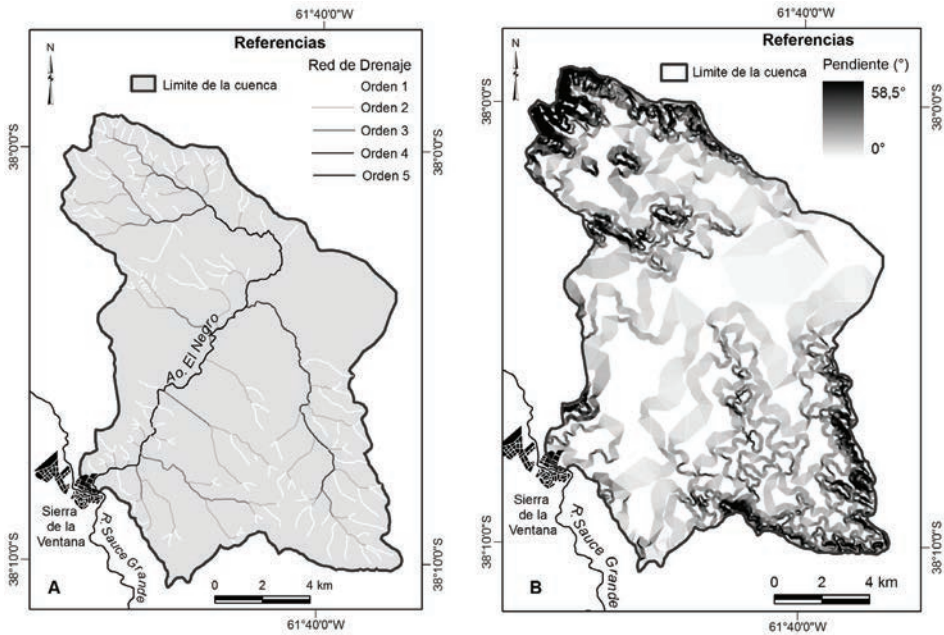 61°40'0"W
Referencias
N
Limite de la cuenca
Red de Drenaje
Orden 1
Orden 2
Orden 3
Orden 4
Orden 5
38°0'0"S
38°0'0"S
Ao. El Negro
Sierra
de la
Ventana
R. Sauce Grande
38°10'0"S
38°10'0"S
A
0 2 4 km
61°40'0"W
61°40'0"W
Referencias
N
Limite de la cuenca
Pendiente (°)
58,5°
0°
38°0'0"S
38°0'0"S
Sierra
de la
Ventana
R. Sauce Grande
38°10'0"S
38°10'0"S
B
0 2 4 km
61°40'0"W